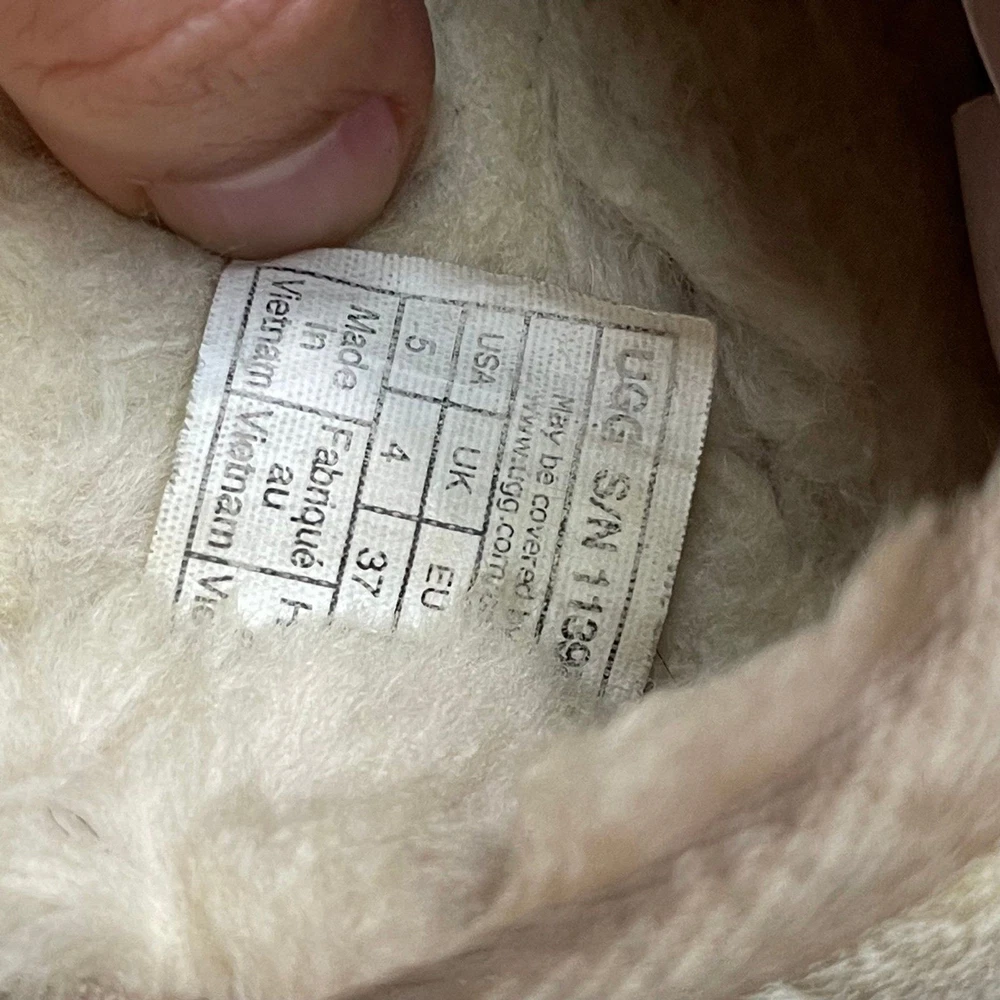 UGG S/N 1139
May be covered by
www.ugg.com
USA UK EU
5 4 37
Made Fabriqué
in au
Vietnam Vietnam